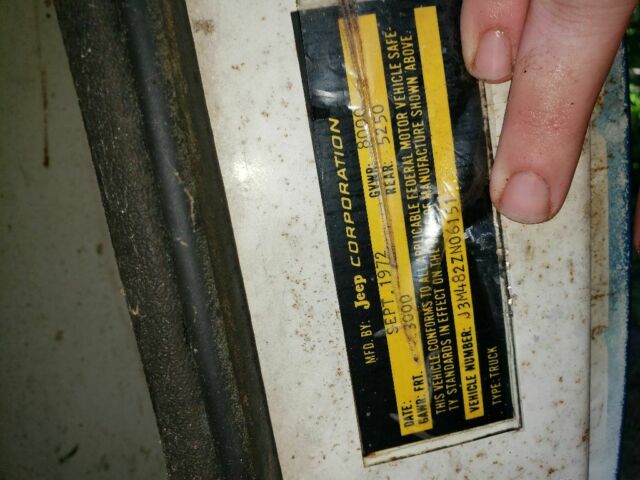 MFD. BY: Jeep CORPORATION
DATE: SEPT 1972 GVWR: 8000
GAWR: FRT. 3000 REAR: 5250
THIS VEHICLE CONFORMS TO ALL APPLICABLE FEDERAL MOTOR VEHICLE SAFE-
TY STANDARDS IN EFFECT ON THE OF MANUFACTURE SHOWN ABOVE.
VEHICLE NUMBER: J3M482ZN06151
TYPE: TRUCK